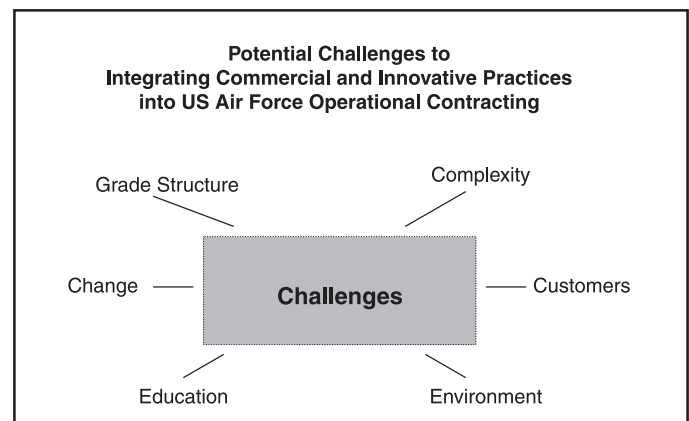 Potential Challenges to
Integrating Commercial and Innovative Practices
into US Air Force Operational Contracting
Grade Structure
Complexity
Change
Challenges
Customers
Education
Environment